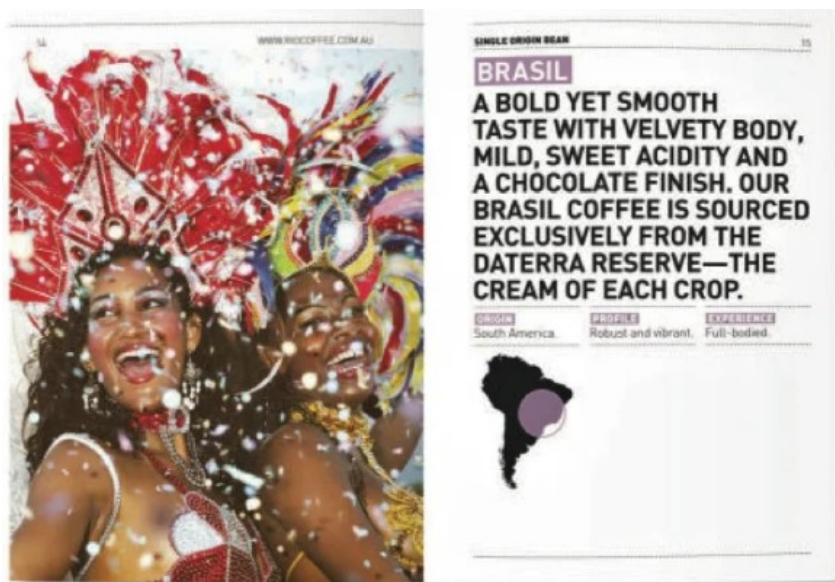 14
WWW.RIOCOFFEE.COM.AU
SINGLE ORIGIN BEAN
15
BRASIL
A BOLD YET SMOOTH
TASTE WITH VELVETY BODY,
MILD, SWEET ACIDITY AND
A CHOCOLATE FINISH. OUR
BRASIL COFFEE IS SOURCED
EXCLUSIVELY FROM THE
DATERRA RESERVE—THE
CREAM OF EACH CROP.
ORIGIN
South America.
PROFILE
Robust and vibrant.
EXPERIENCE
Full-bodied.